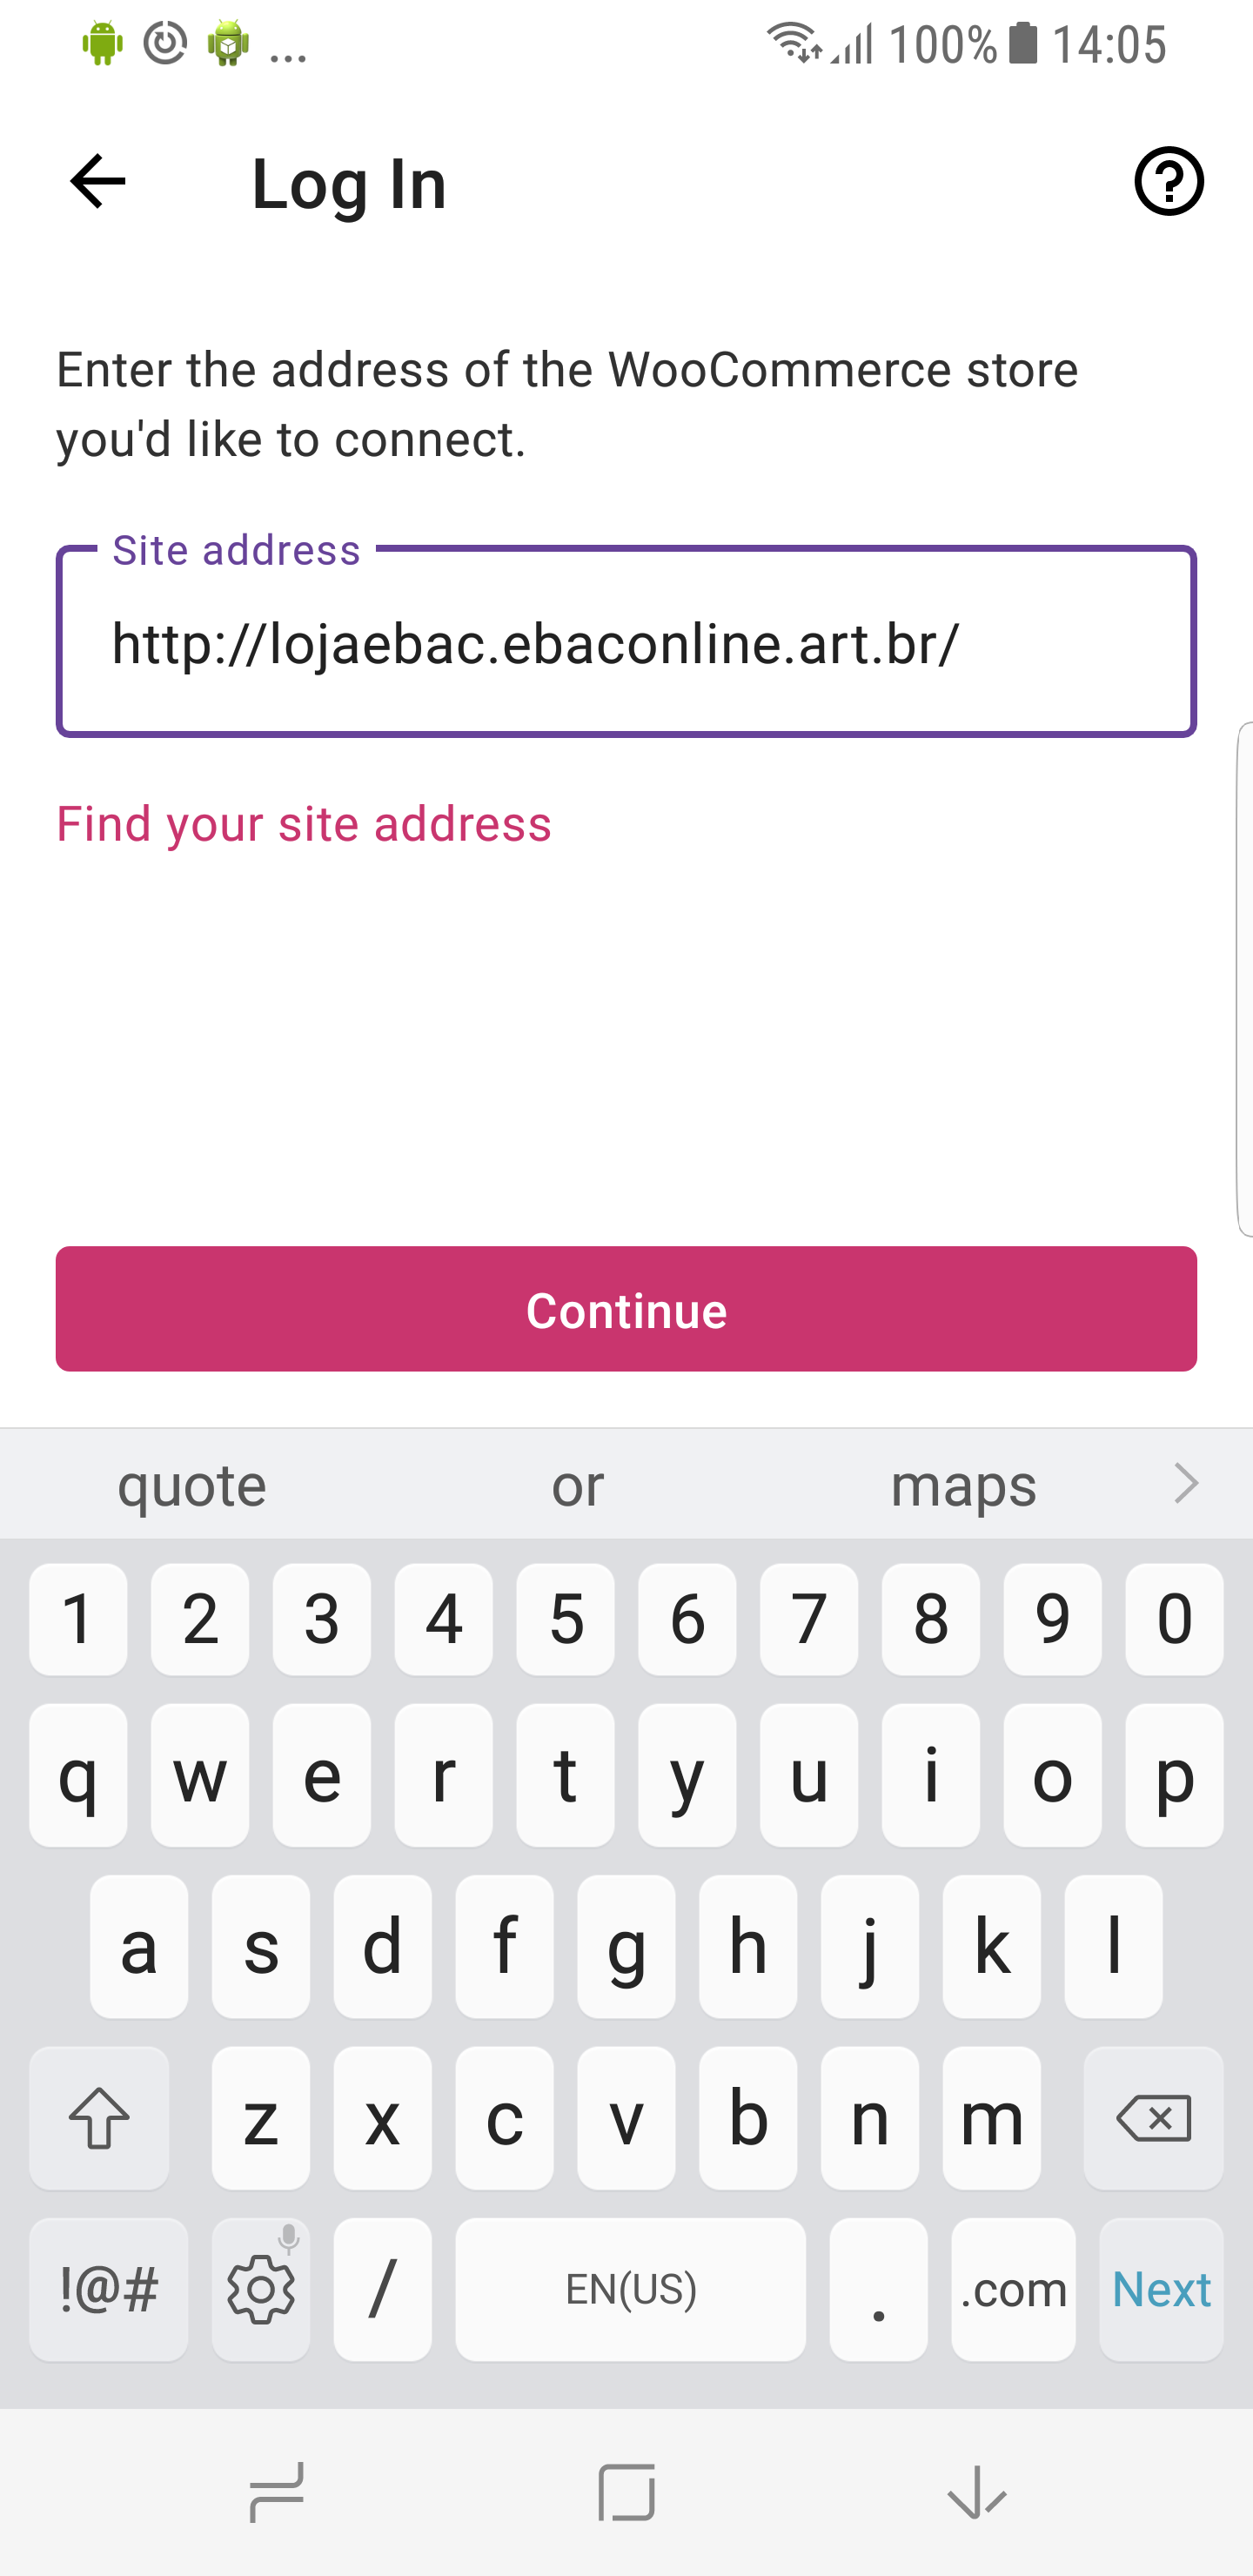 ... 100% 14:05
Log In
Enter the address of the WooCommerce store
you'd like to connect.
Site address
http://lojaebac.ebaconline.art.br/
Find your site address
Continue
quote or maps
1 2 3 4 5 6 7 8 9 0
q w e r t y u i o p
a s d f g h j k l
z x c v b n m
!@# / EN(US) . .com Next